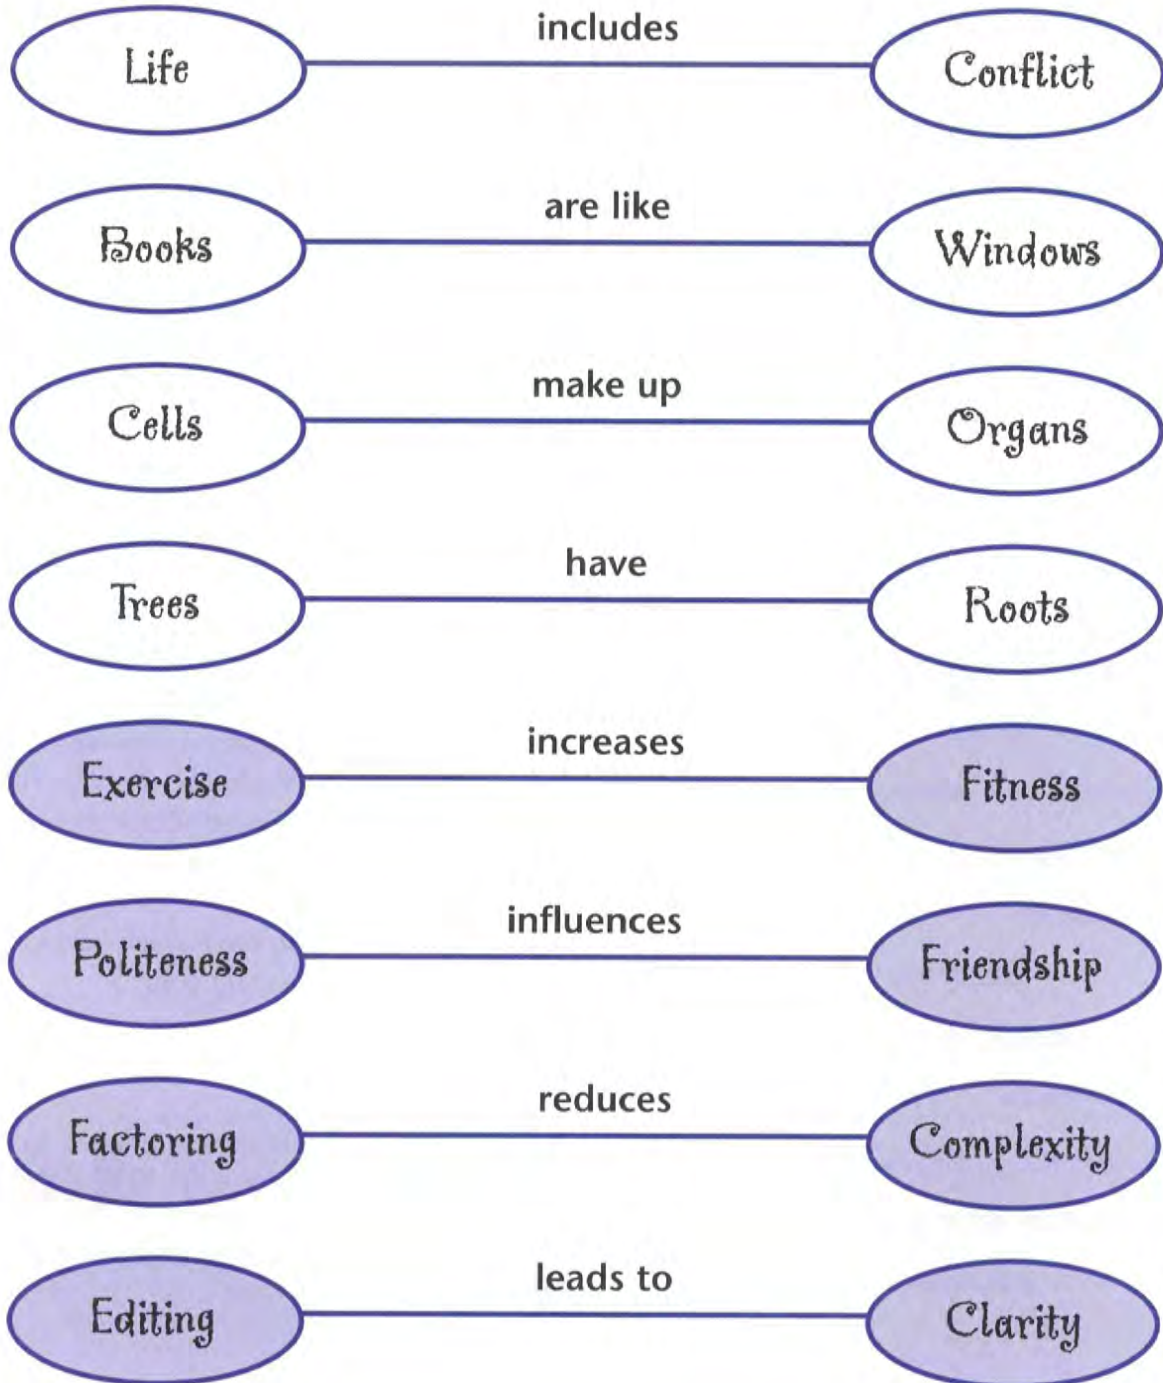 includes
Life
Conflict
are like
Books
Windows
make up
Cells
Organs
have
Trees
Roots
increases
Exercise
Fitness
influences
Politeness
Friendship
reduces
Factoring
Complexity
leads to
Editing
Clarity